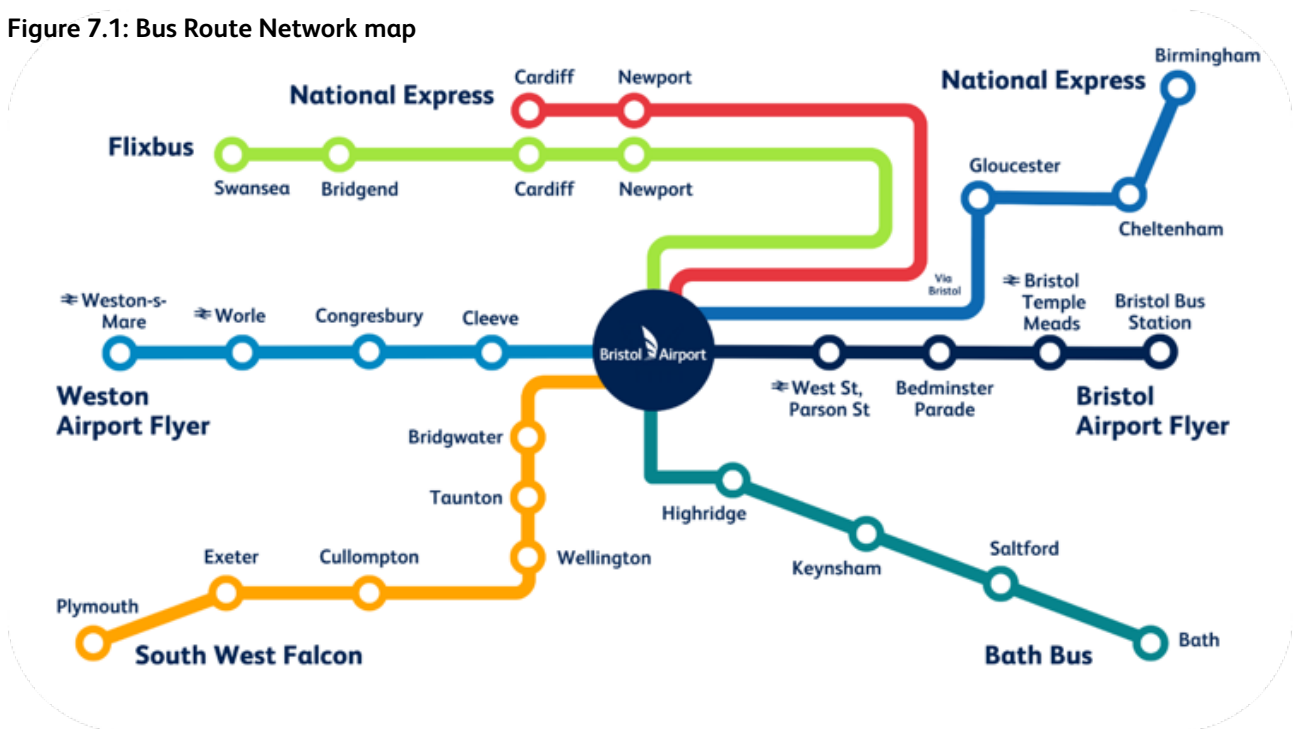 Figure 7.1: Bus Route Network map
National Express
Cardiff
Newport
National Express
Birmingham
Flixbus
Swansea
Bridgend
Cardiff
Newport
Gloucester
Cheltenham
Via
Bristol
Weston-s-
Mare
Worle
Congresbury
Cleeve
Bristol Airport
Bristol
Temple
Meads
Bristol Bus
Station
West St,
Parson St
Bedminster
Parade
Weston
Airport Flyer
Bristol
Airport Flyer
Bridgwater
Taunton
Wellington
Exeter
Cullompton
Plymouth
South West Falcon
Highridge
Keynsham
Saltford
Bath
Bath Bus